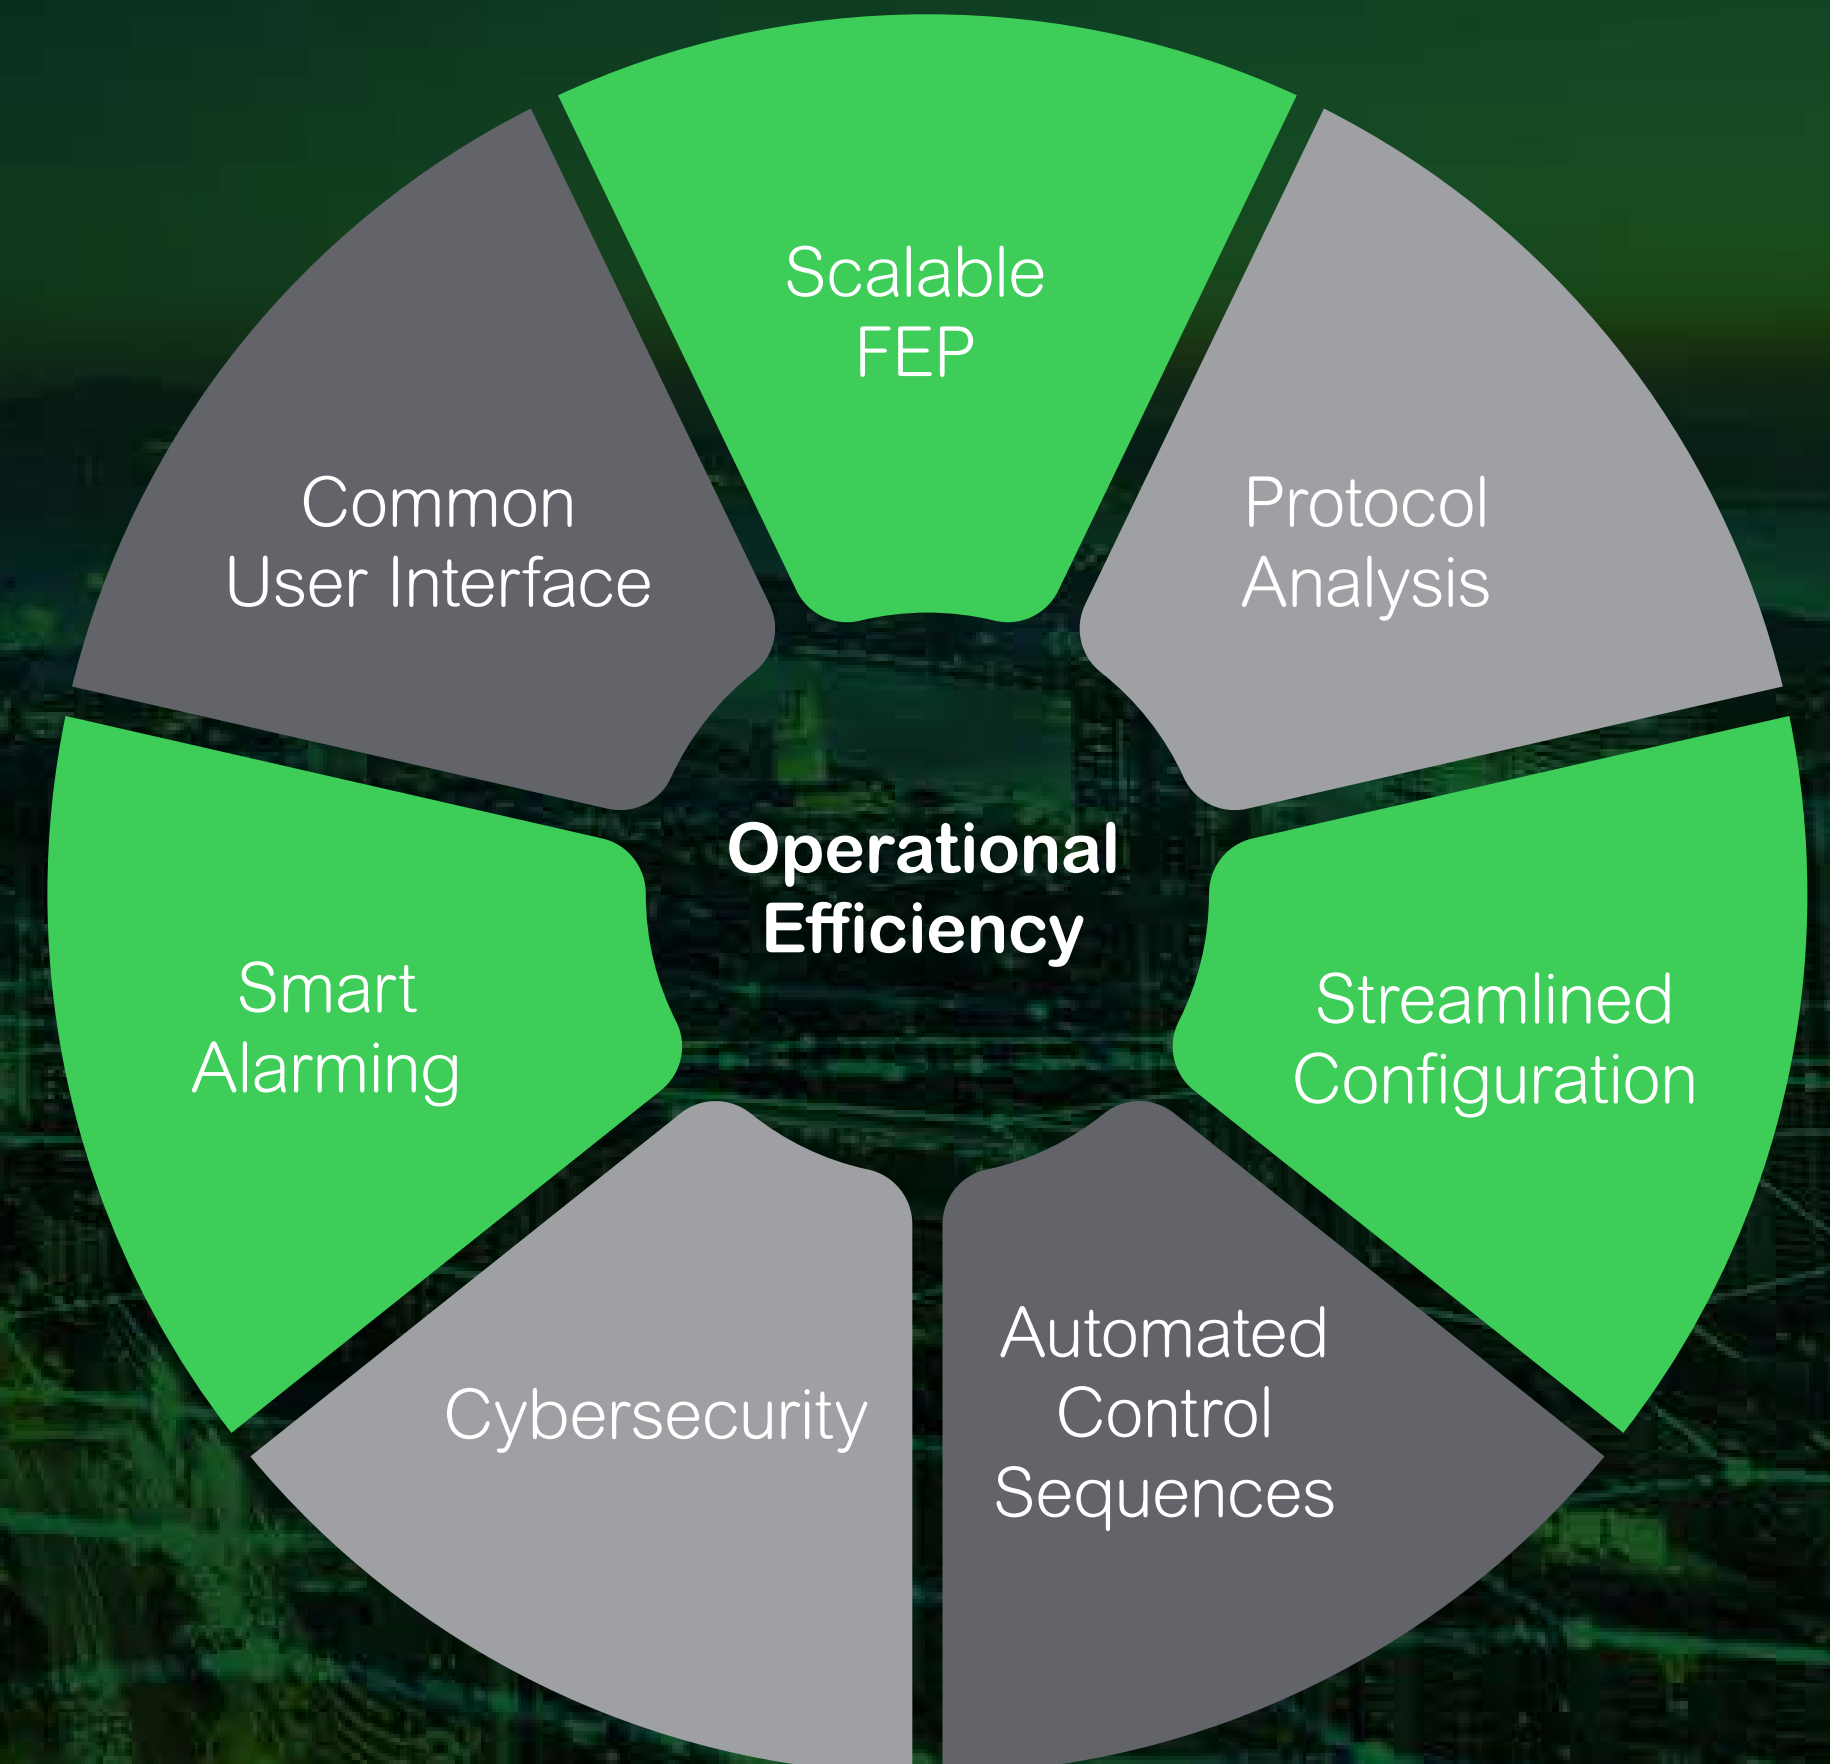 Scalable
FEP
Protocol
Analysis
Streamlined
Configuration
Automated
Control
Sequences
Cybersecurity
Smart
Alarming
Common
User Interface
Operational
Efficiency